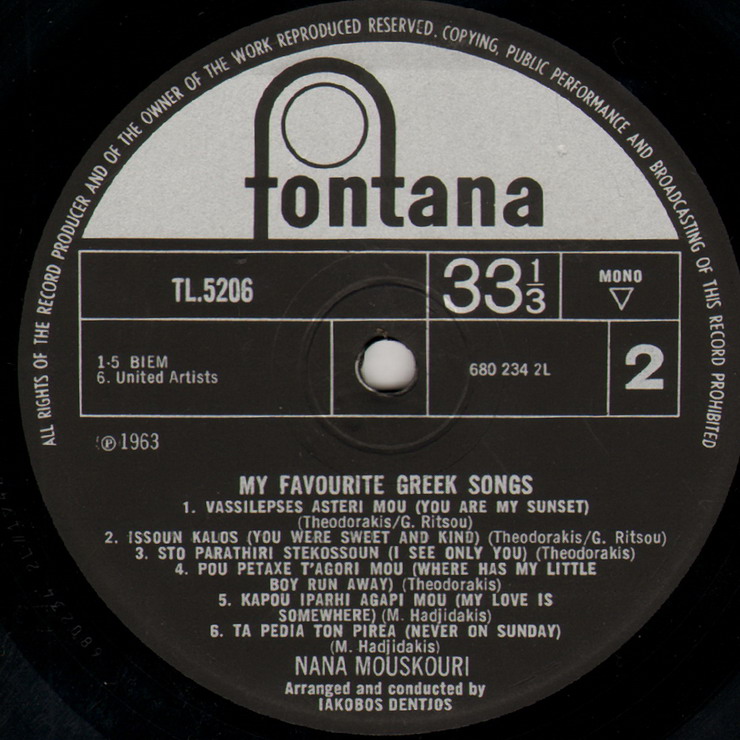 ALL RIGHTS OF THE RECORD PRODUCER AND OF THE OWNER OF THE WORK REPRODUCED RESERVED. COPYING, PUBLIC PERFORMANCE AND BROADCASTING OF THIS RECORD PROHIBITED
fontana
TL.5206
33⅓
MONO
1-5 BIEM
6. United Artists
680 234 2L
2
℗1963
MY FAVOURITE GREEK SONGS
1. VASSILEPSES ASTERI MOU (YOU ARE MY SUNSET)
(Theodorakis/G. Ritsou)
2. ISSOUN KALOS (YOU WERE SWEET AND KIND) (Theodorakis/G. Ritsou)
3. STO PARATHIRI STEKOSSOUN (I SEE ONLY YOU) (Theodorakis)
4. POU PETAXE T'AGORI MOU (WHERE HAS MY LITTLE
BOY RUN AWAY) (Theodorakis)
5. KAPOU IPARHI AGAPI MOU (MY LOVE IS
SOMEWHERE) (M. Hadjidakis)
6. TA PEDIA TON PIREA (NEVER ON SUNDAY)
(M. Hadjidakis)
NANA MOUSKOURI
Arranged and conducted by
IAKOBOS DENTJOS